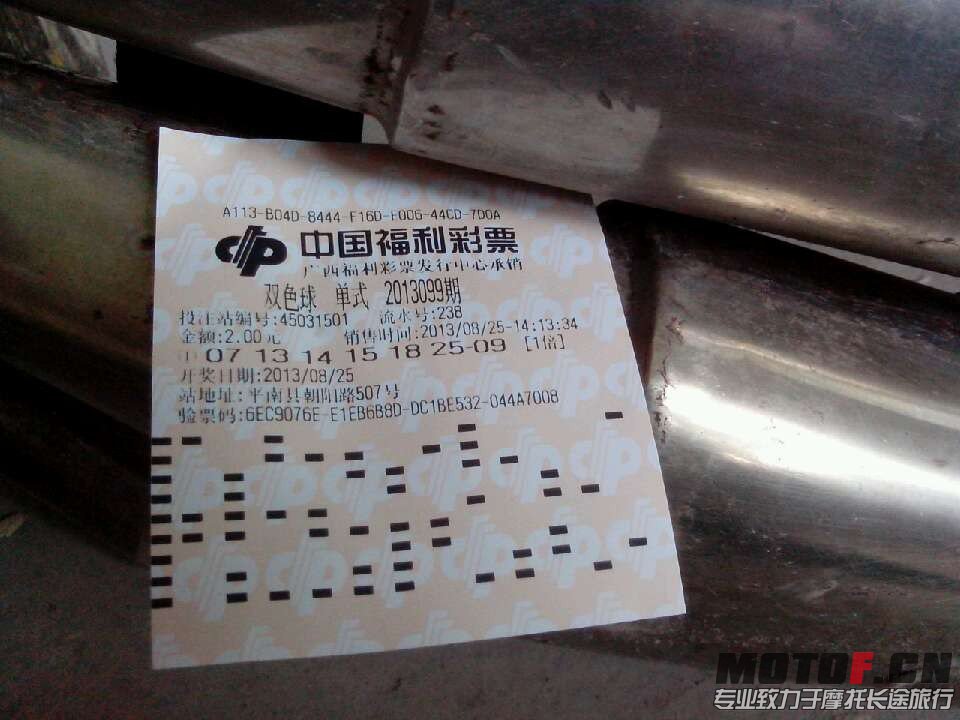 A113-B04D-8444-F16D-F006-44CD-7D0A
中国福利彩票
广西福利彩票发行中心承销
双色球 单式 2013099期
投注站编号:45031501 流水号:238
金额:2.00元 销售时间:2013/08/25-14:13:34
07 13 14 15 18 25-09 [1倍]
开奖日期:2013/08/25
站地址:平南县朝阳路507号
验票码:6EC9076E-E1EB6B8D-DC1BE532-044A7008
MOTOF.CN
专业致力于摩托长途旅行